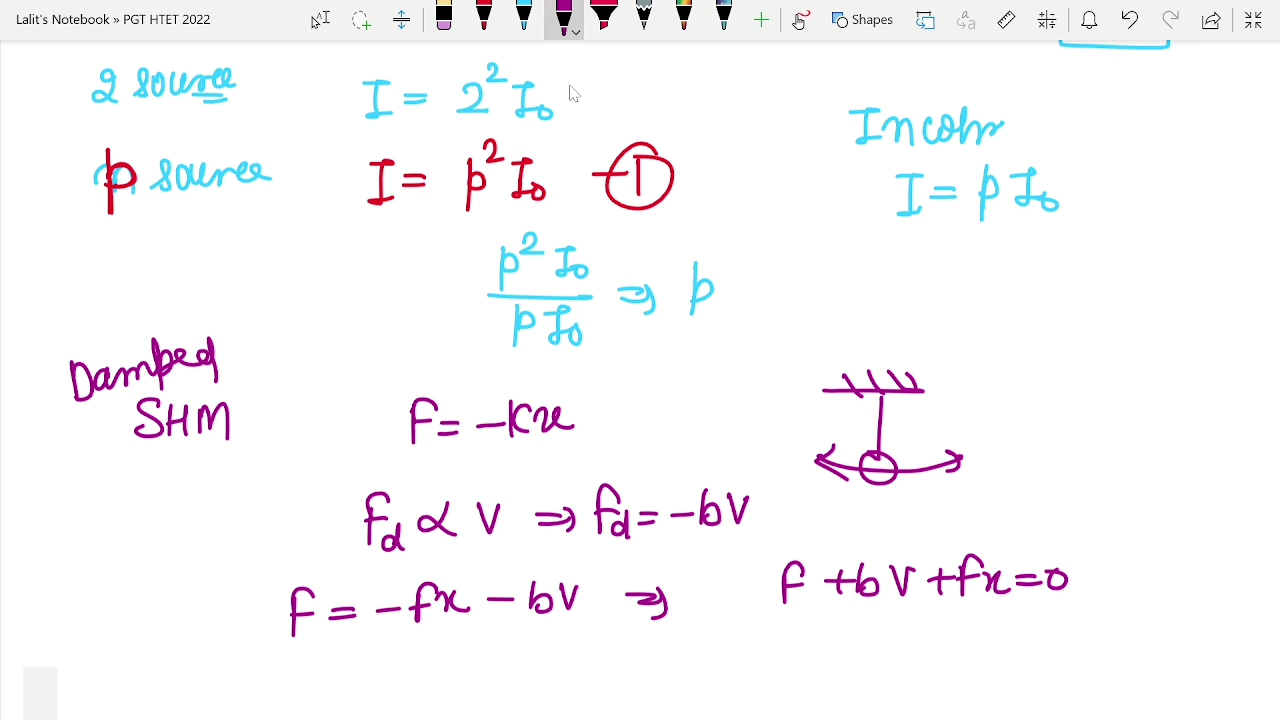 Lalit's Notebook » PGT HTET 2022
Shapes
2 source I = 2² I₀
p source I = p² I₀ — ①
Incohr
I = p I₀
p² I₀ / p I₀ ⇒ p
Damped
SHM
F = -Kx
Fd ∝ V ⇒ fd = -bV
F = -fx - bV ⇒ F + bV + fx = 0